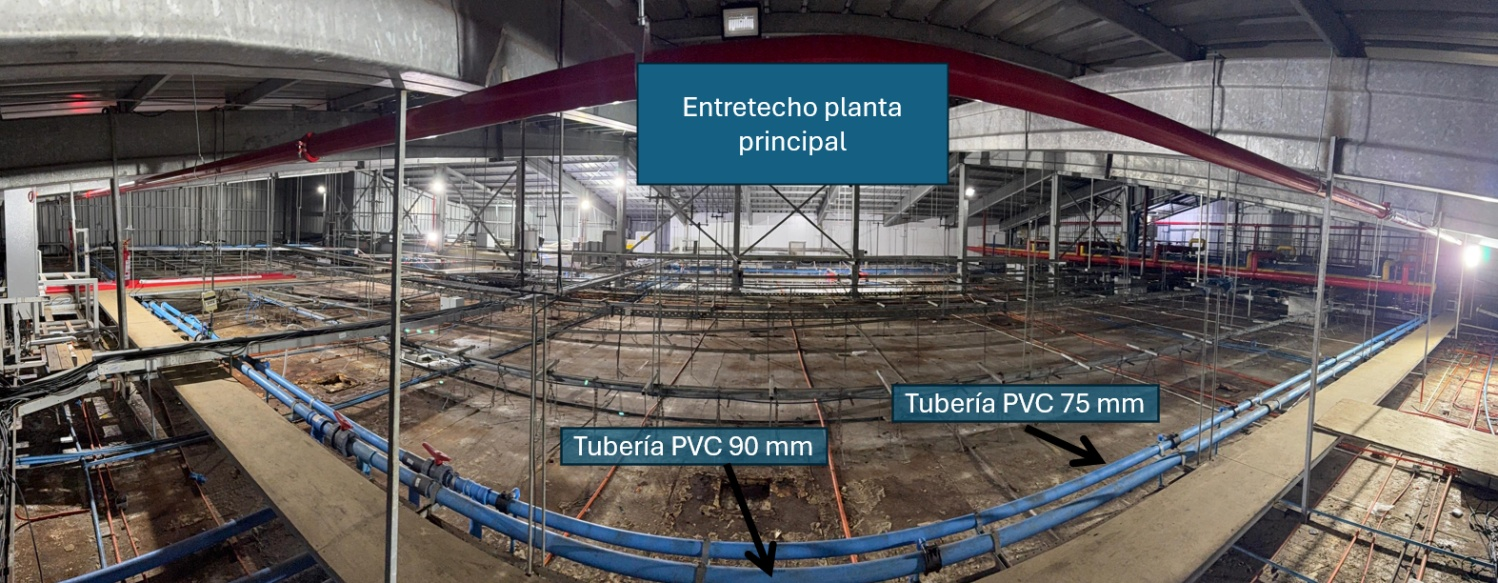 Entretecho planta
principal
Tubería PVC 75 mm
Tubería PVC 90 mm